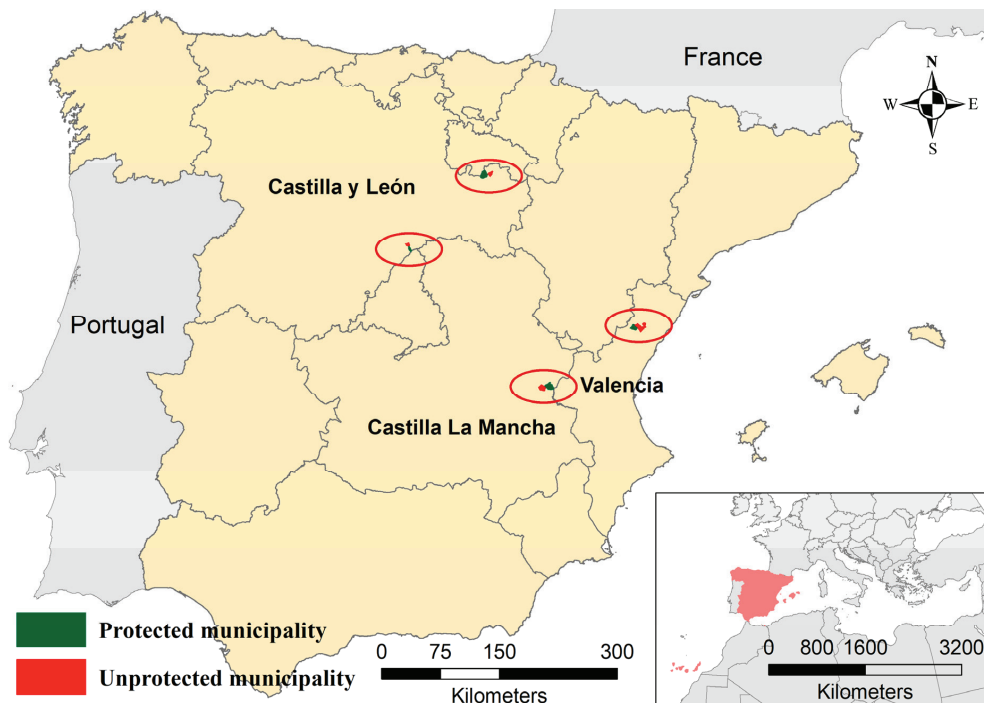 France
N
W E
S
Castilla y León
Portugal
Valencia
Castilla La Mancha
Protected municipality
Unprotected municipality
0 75 150 300
Kilometers
0 800 1600 3200
Kilometers